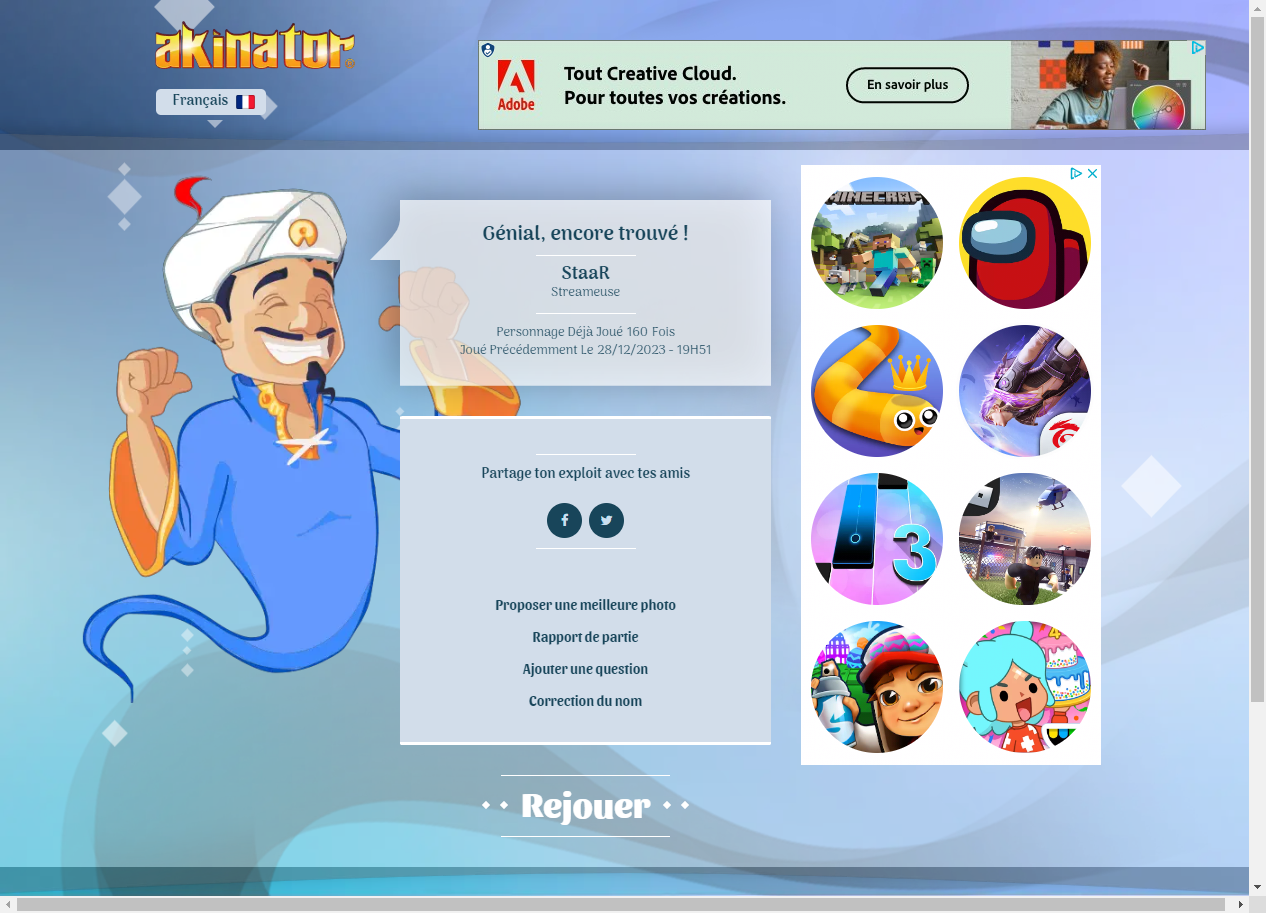 akinator
Français
Adobe
Tout Creative Cloud.
Pour toutes vos créations.
En savoir plus
Génial, encore trouvé !
StaaR
Streameuse
Personnage Déjà Joué 160 Fois
Joué Précédemment Le 28/12/2023 - 19H51
Partage ton exploit avec tes amis
Proposer une meilleure photo
Rapport de partie
Ajouter une question
Correction du nom
Rejouer
MINECRAF
3
4